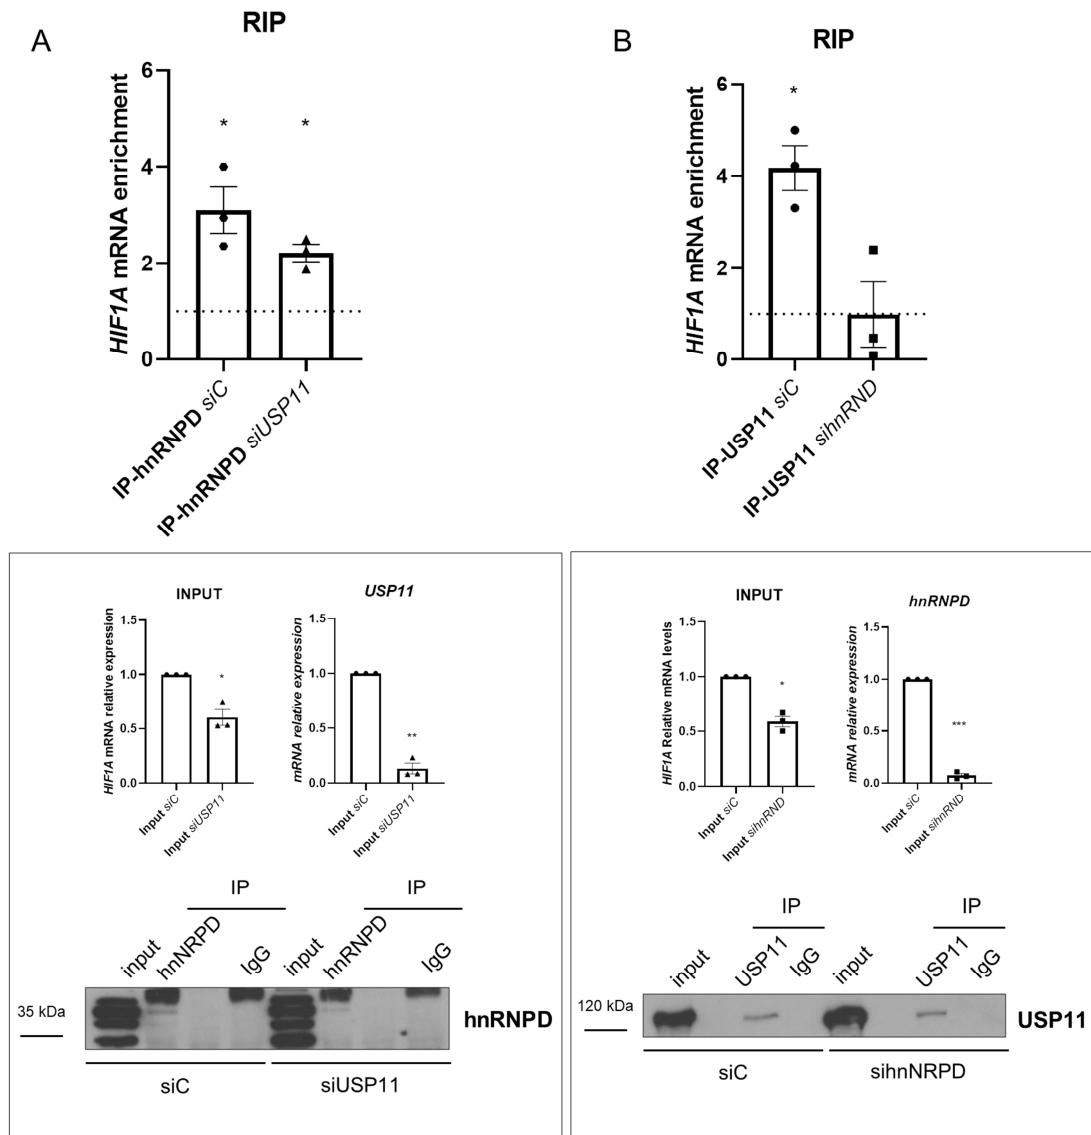 A
RIP
HIF1A mRNA enrichment
6
4
2
0
*
*
IP-hnRNPD siC
IP-hnRNPD siUSP11
B
RIP
HIF1A mRNA enrichment
6
4
2
0
*
IP-USP11 siC
IP-USP11 sihnRND
INPUT
HIF1A mRNA relative expression
1.5
1.0
0.5
0.0
*
Input siC
Input siUSP11
USP11
mRNA relative expression
1.5
1.0
0.5
0.0
**
Input siC
Input siUSP11
IP
IP
input
hnNRPD
IgG
input
hnRNPD
IgG
35 kDa
hnRNPD
siC
siUSP11
INPUT
HIF1A Relative mRNA levels
1.5
1.0
0.5
0.0
*
Input siC
Input sihnRND
hnRNPD
mRNA relative expression
1.5
1.0
0.5
0.0
***
Input siC
Input sihnRND
IP
IP
input
USP11
IgG
input
USP11
IgG
120 kDa
USP11
siC
sihnNRPD